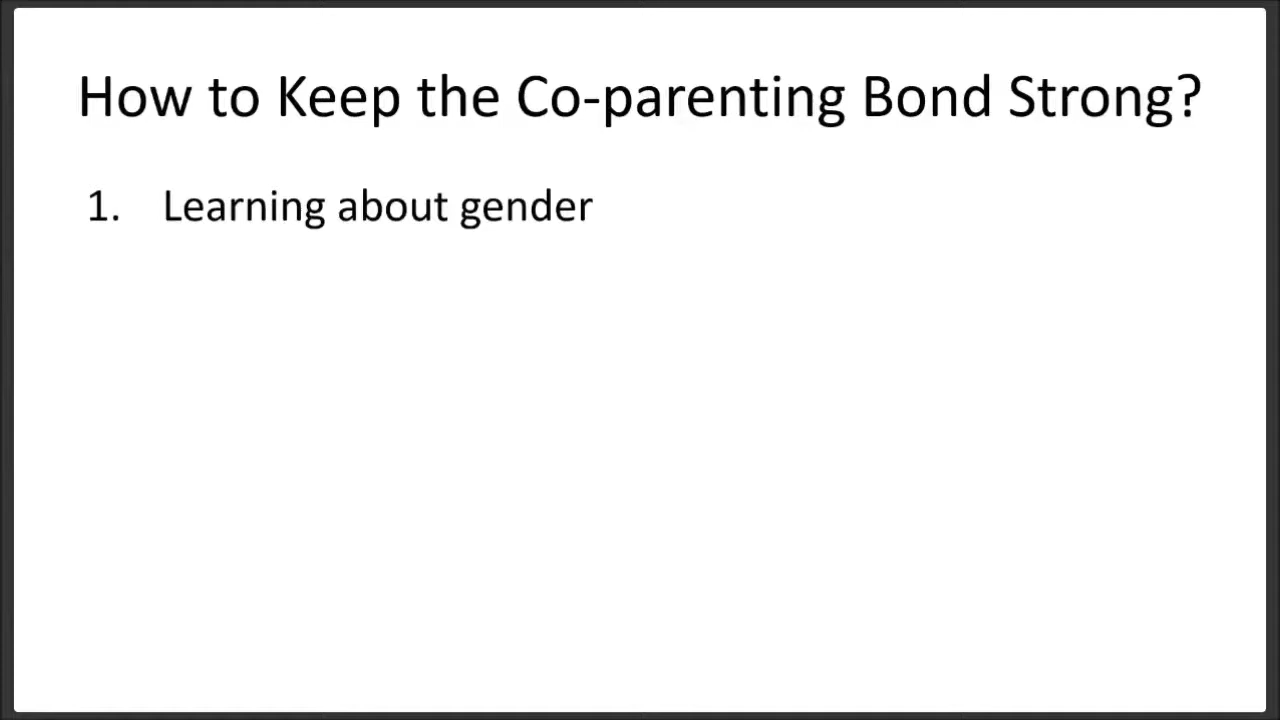 How to Keep the Co-parenting Bond Strong?
1. Learning about gender